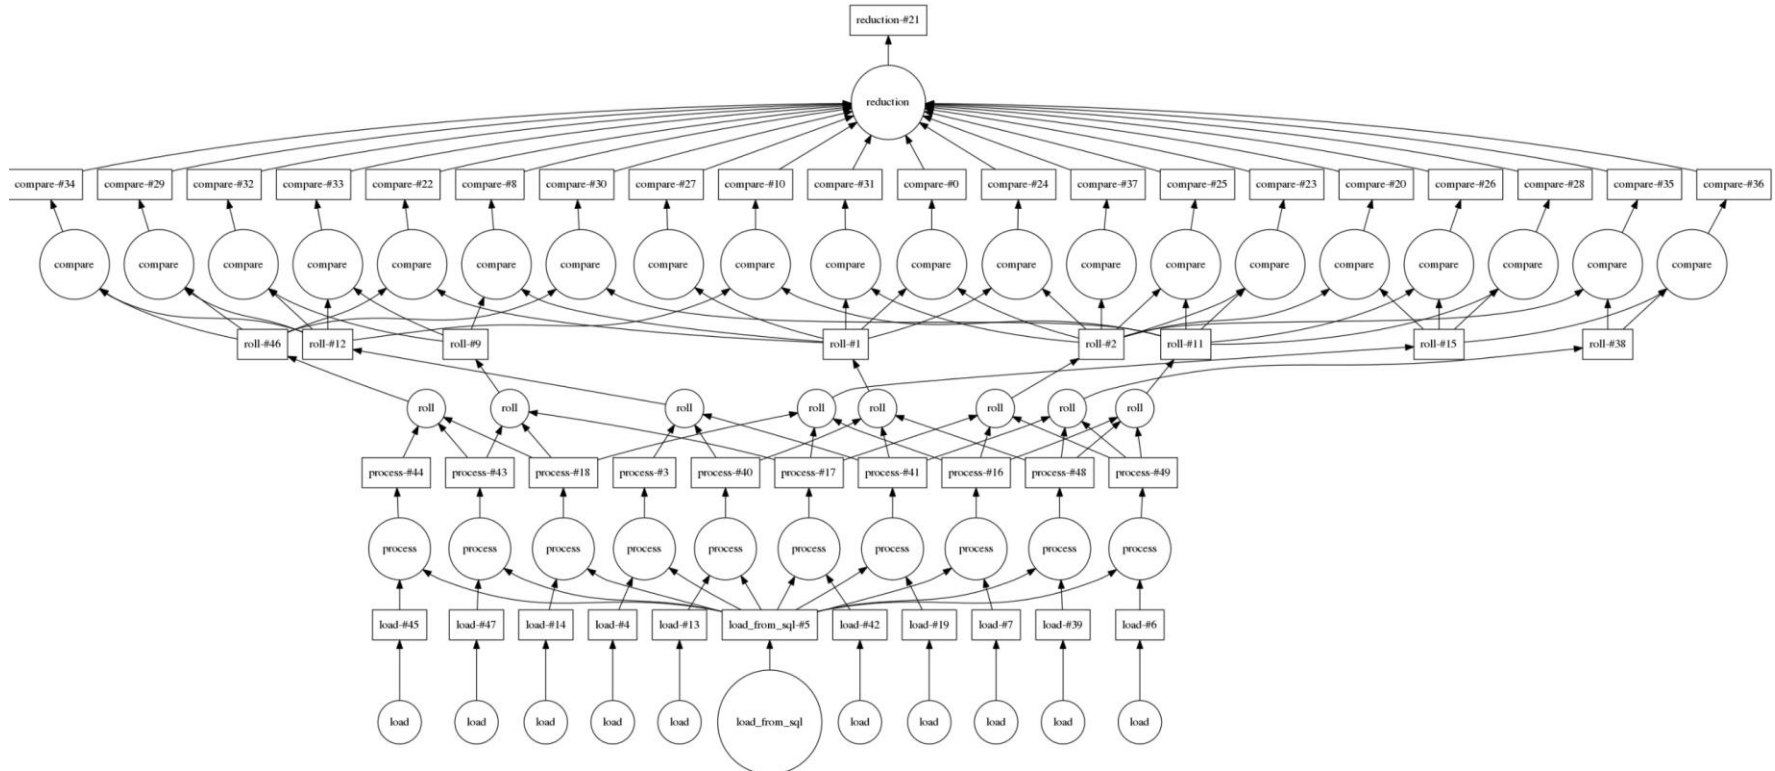 reduction-#21
reduction
compare-#34 compare-#29 compare-#32 compare-#33 compare-#22 compare-#8 compare-#30 compare-#27 compare-#10 compare-#31 compare-#0 compare-#24 compare-#37 compare-#25 compare-#23 compare-#20 compare-#26 compare-#28 compare-#35 compare-#36
compare compare compare compare compare compare compare compare compare compare compare compare compare compare compare compare compare compare compare compare
roll-#46 roll-#12 roll-#9 roll-#1 roll-#2 roll-#11 roll-#15 roll-#38
roll roll roll roll roll roll roll roll
process-#44 process-#43 process-#18 process-#3 process-#40 process-#17 process-#41 process-#16 process-#48 process-#49
process process process process process process process process process process
load-#45 load-#47 load-#14 load-#4 load-#13 load_from_sql-#5 load-#42 load-#19 load-#7 load-#39 load-#6
load load load load load load_from_sql load load load load load